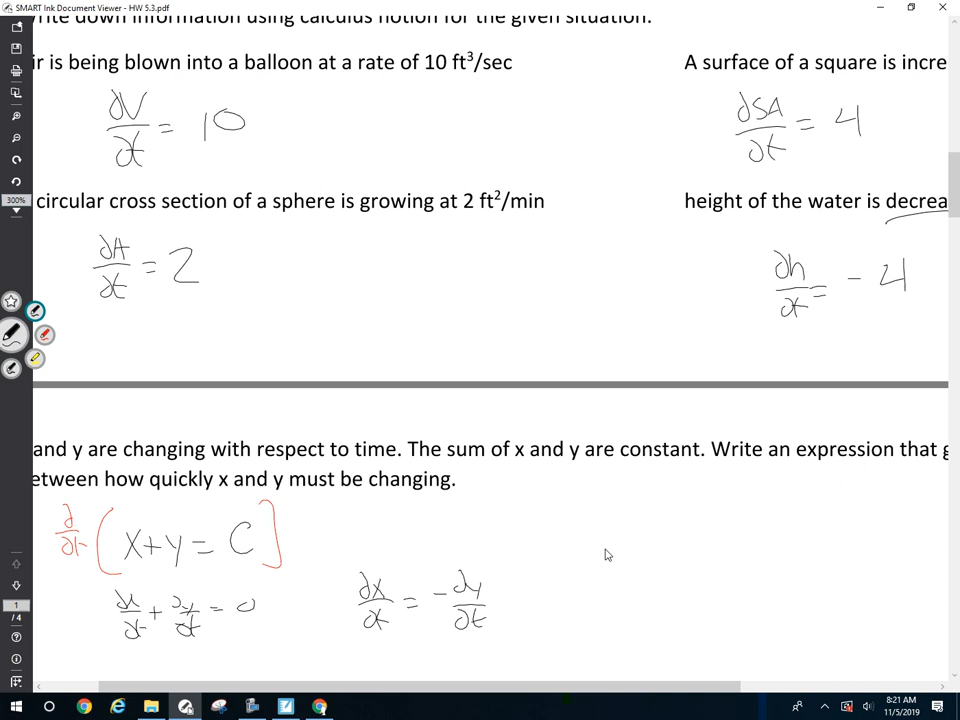 SMART Ink Document Viewer - HW 5.3.pdf
rite down information using calculus notion for the given situation.
ir is being blown into a balloon at a rate of 10 ft³/sec
A surface of a square is incre
dV/dt = 10
dSA/dt = 4
300%
circular cross section of a sphere is growing at 2 ft²/min
height of the water is decrea
dA/dt = 2
dh/dt = - 4
and y are changing with respect to time. The sum of x and y are constant. Write an expression that g
etween how quickly x and y must be changing.
d/dt (x+y = C)
dx/dt + dy/dt = 0
dx/dt = - dy/dt
1
/ 4
8:21 AM
11/5/2019